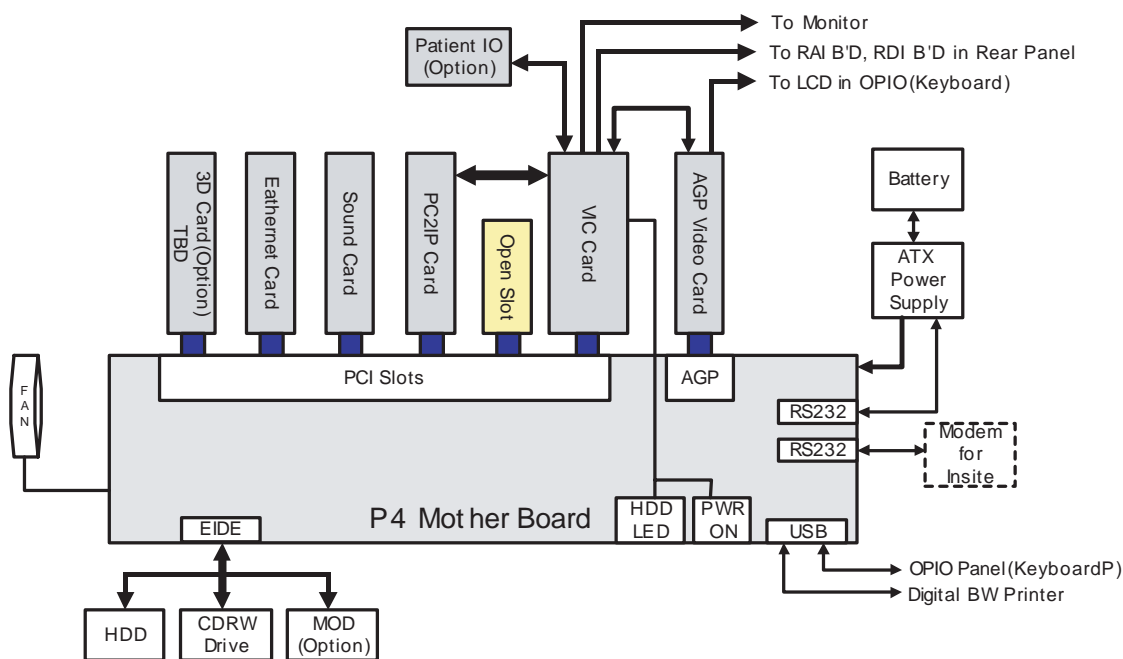 To Monitor
Patient IO
(Option)
To RAI B'D, RDI B'D in Rear Panel
To LCD in OPIO(Keyboard)
3D Card(Option)
TBD
Eathernet Card
Sound Card
PC2IP Card
Open Slot
VIC Card
AGP Video Card
Battery
ATX
Power
Supply
PCI Slots
AGP
FAN
RS232
RS232
Modem
for
Insite
P4 Mother Board
HDD
LED
PWR
ON
EIDE
USB
OPIO Panel(KeyboardP)
Digital BW Printer
HDD
CDRW
Drive
MOD
(Option)